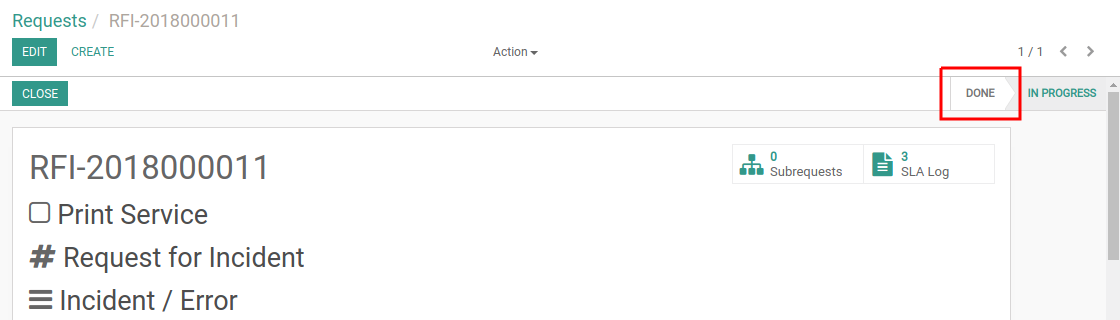 Requests / RFI-2018000011
EDIT CREATE Action 1 / 1
CLOSE DONE IN PROGRESS
RFI-2018000011
0 Subrequests
3 SLA Log
Print Service
# Request for Incident
Incident / Error